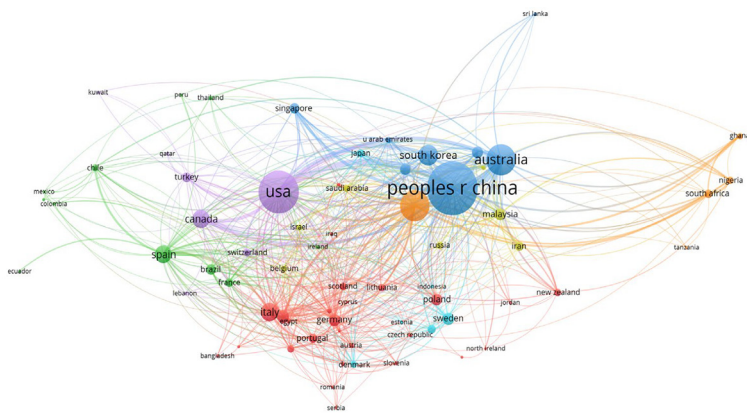 sri lanka
kuwait
peru
thailand
singapore
ghana
u arab emirates
japan
qatar
south korea
australia
chile
turkey
usa
saudi arabia
peoples r china
nigeria
south africa
mexico
colombia
canada
malaysia
israel
iraq
ireland
russia
iran
tanzania
spain
switzerland
ecuador
brazil
belgium
france
lebanon
scotland
lithuania
indonesia
poland
new zealand
cyprus
jordan
italy
egypt
germany
estonia
sweden
czech republic
portugal
austria
north ireland
bangladesh
denmark
slovenia
romania
serbia